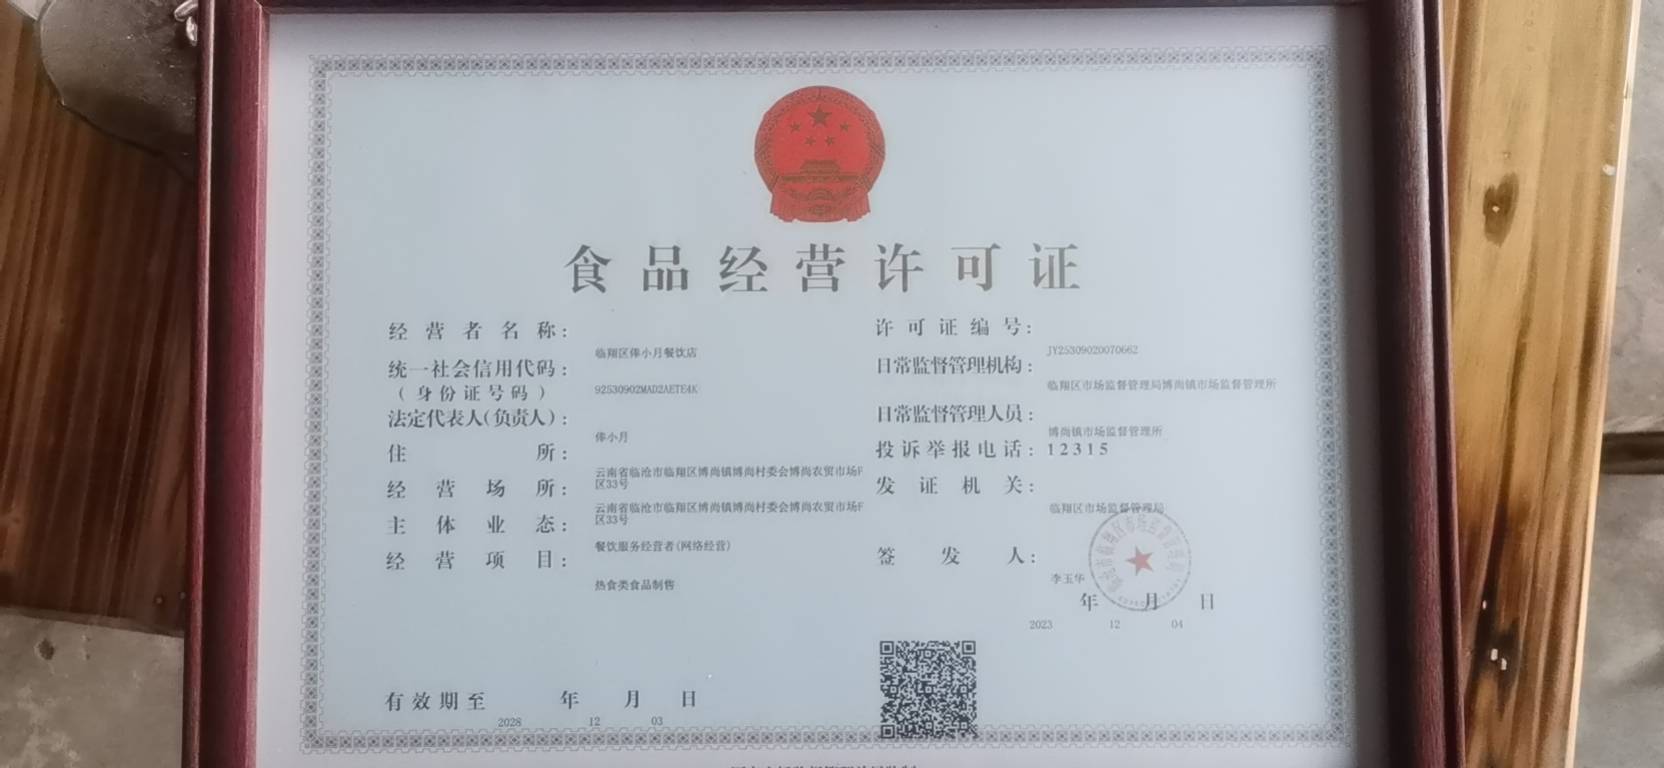 食品经营许可证
经营者名称：
临翔区俸小月餐饮店
统一社会信用代码：
（身份证号码）
92530902MAD2AETE4K
法定代表人(负责人)：
俸小月
住所：
云南省临沧市临翔区博尚镇博尚村委会博尚农贸市场F
区33号
经营场所：
云南省临沧市临翔区博尚镇博尚村委会博尚农贸市场F
区33号
主体业态：
餐饮服务经营者(网络经营)
经营项目：
热食类食品制售
许可证编号：
JY25309020070662
日常监督管理机构：
临翔区市场监督管理局博尚镇市场监督管理所
日常监督管理人员：
博尚镇市场监督管理所
投诉举报电话：12315
发证机关：
临翔区市场监督管理局
签发人：
李玉华
年月日
2023 12 04
有效期至 年 月 日
2028 12 03